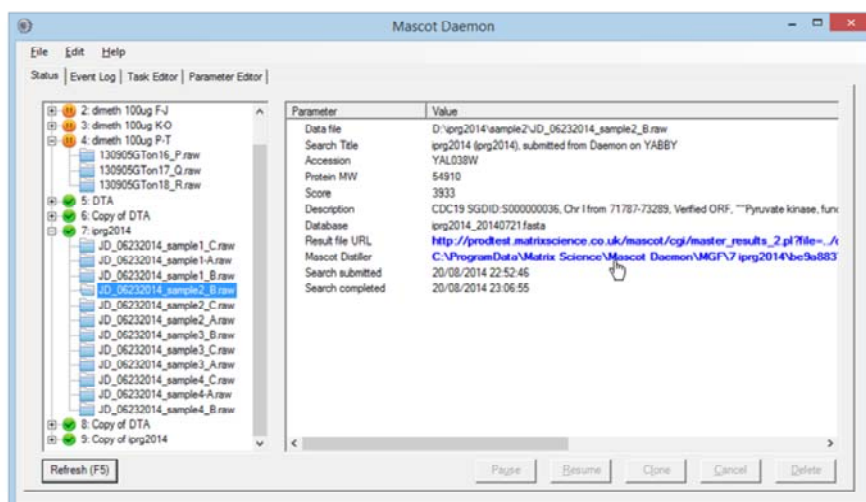 Mascot Daemon
File Edit Help
Status Event Log Task Editor Parameter Editor
2: dimeth 100ug F-J
3: dimeth 100ug K-O
4: dimeth 100ug P-T
130905GTon16_P.raw
130905GTon17_Q.raw
130905GTon18_R.raw
5: DTA
6: Copy of DTA
7: iprg2014
JD_06232014_sample1_C.raw
JD_06232014_sample1-A.raw
JD_06232014_sample1_B.raw
JD_06232014_sample2_B.raw
JD_06232014_sample2_C.raw
JD_06232014_sample2_A.raw
JD_06232014_sample3_B.raw
JD_06232014_sample3_C.raw
JD_06232014_sample3_A.raw
JD_06232014_sample4_C.raw
JD_06232014_sample4-A.raw
JD_06232014_sample4_B.raw
8: Copy of DTA
9: Copy of iprg2014
Parameter Value
Data file D:\iprg2014\sample2\JD_06232014_sample2_B.raw
Search Title iprg2014 (iprg2014), submitted from Daemon on YABBY
Accession YAL038W
Protein MW 54910
Score 3933
Description CDC19 SGDID:S000000036, Chr I from 71787-73289, Verified ORF, """Pyruvate kinase, func
Database iprg2014_20140721.fasta
Result file URL http://prodtest.matrixscience.co.uk/mascot/cgi/master_results_2.pl?file=../
Mascot Distiller C:\ProgramData\Matrix Science\Mascot Daemon\MGF\7 iprg2014\be9a883
Search submitted 20/08/2014 22:52:46
Search completed 20/08/2014 23:06:55
Refresh (F5) Pause Resume Clone Cancel Delete